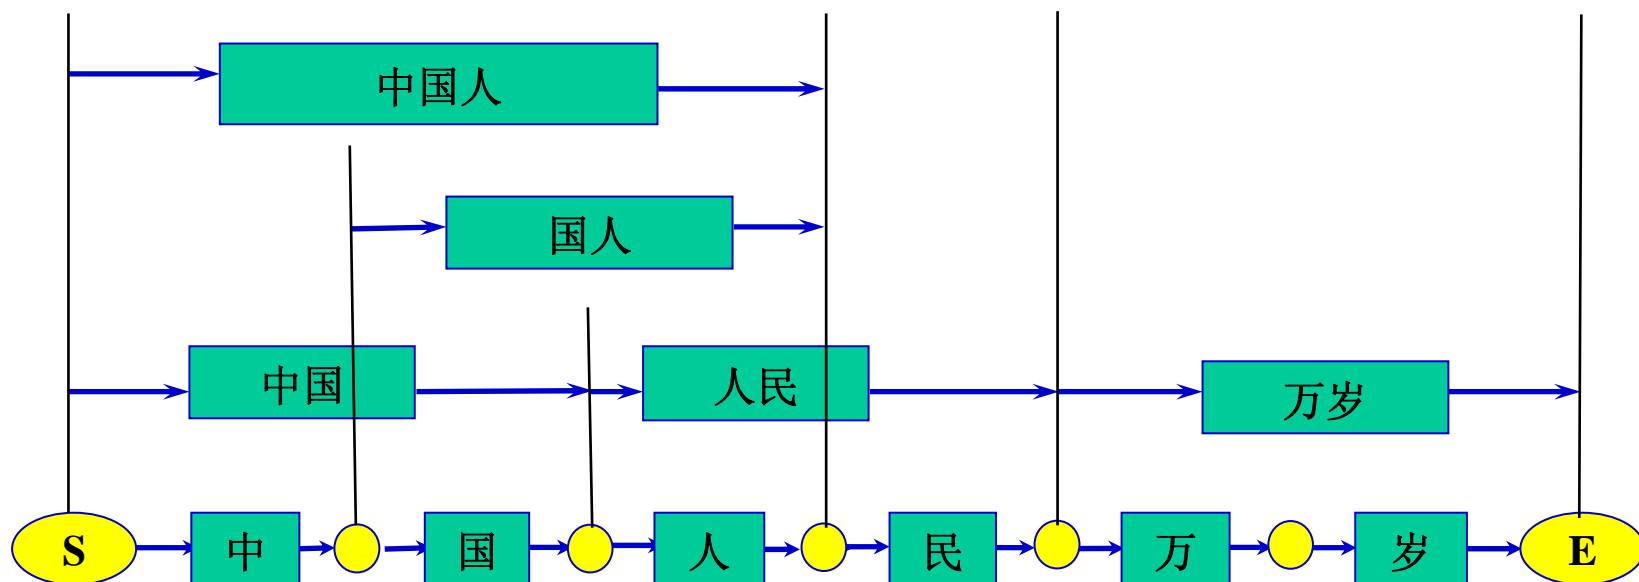 中国人
国人
中国 人民 万岁
S 中 国 人 民 万 岁 E